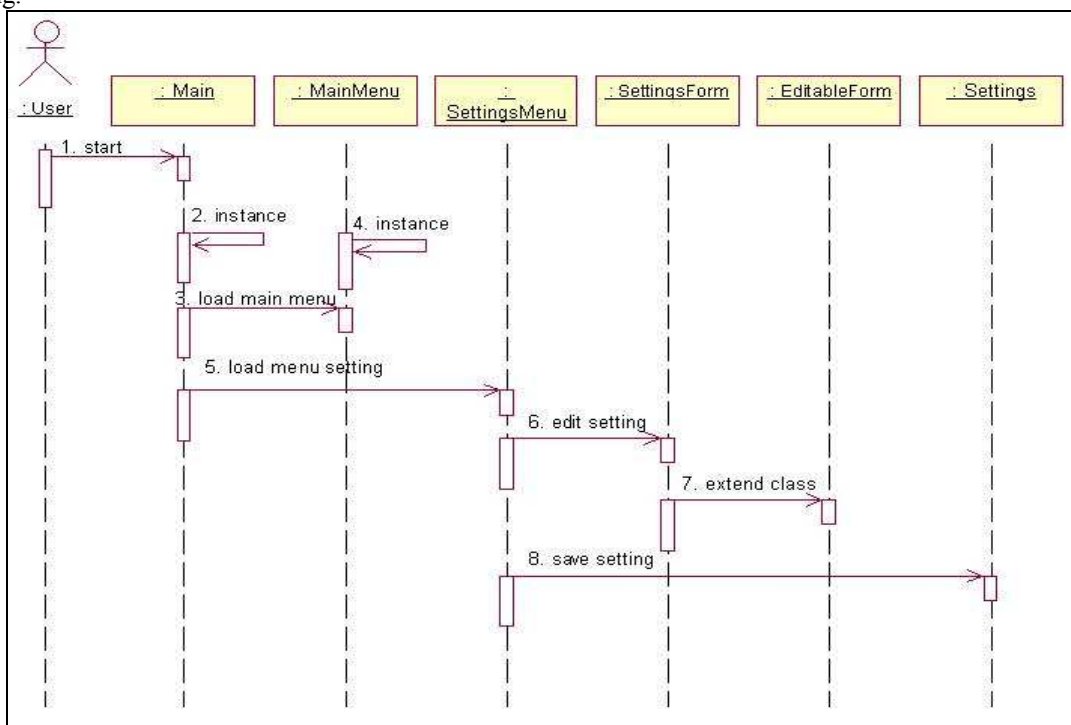 g.
: User
: Main
: MainMenu
:
SettingsMenu
: SettingsForm
: EditableForm
: Settings
1. start
2. instance
4. instance
3. load main menu
5. load menu setting
6. edit setting
7. extend class
8. save setting